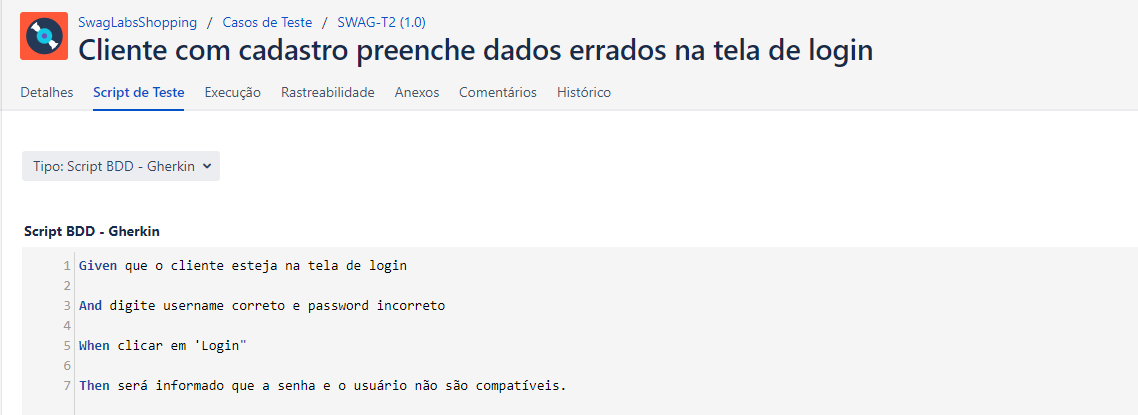 SwagLabsShopping / Casos de Teste / SWAG-T2 (1.0)
Cliente com cadastro preenche dados errados na tela de login
Detalhes Script de Teste Execução Rastreabilidade Anexos Comentários Histórico
Tipo: Script BDD - Gherkin
Script BDD - Gherkin
1 Given que o cliente esteja na tela de login
2
3 And digite username correto e password incorreto
4
5 When clicar em 'Login"
6
7 Then será informado que a senha e o usuário não são compatíveis.